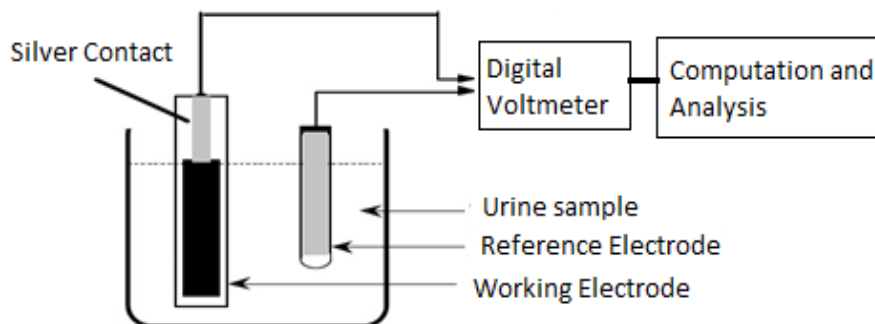 Silver Contact
Digital
Voltmeter
Computation and
Analysis
Urine sample
Reference Electrode
Working Electrode